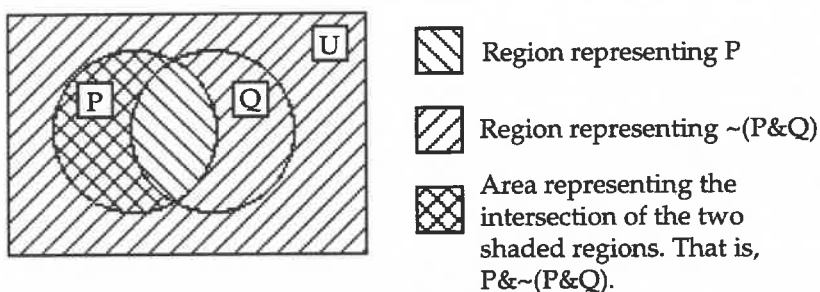 U
P
Q
Region representing P
Region representing ~(P&Q)
Area representing the
intersection of the two
shaded regions. That is,
P&~(P&Q).